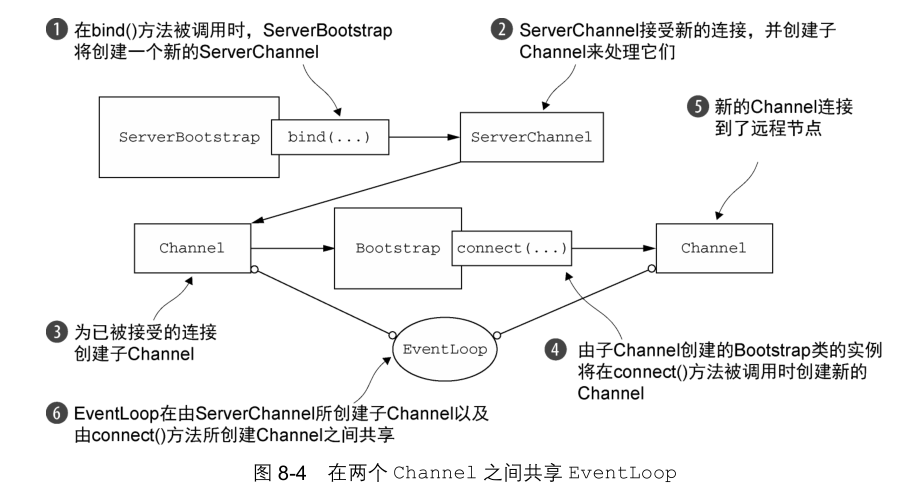 ❶ 在bind()方法被调用时，ServerBootstrap
将创建一个新的ServerChannel
❷ ServerChannel接受新的连接，并创建子
Channel来处理它们
ServerBootstrap
bind(...)
ServerChannel
❺ 新的Channel连接
到了远程节点
Channel
Bootstrap
connect(...)
Channel
❸ 为已被接受的连接
创建子Channel
EventLoop
❹ 由子Channel创建的Bootstrap类的实例
将在connect()方法被调用时创建新的
Channel
❻ EventLoop在由ServerChannel所创建子Channel以及
由connect()方法所创建Channel之间共享
图 8-4 在两个 Channel 之间共享 EventLoop